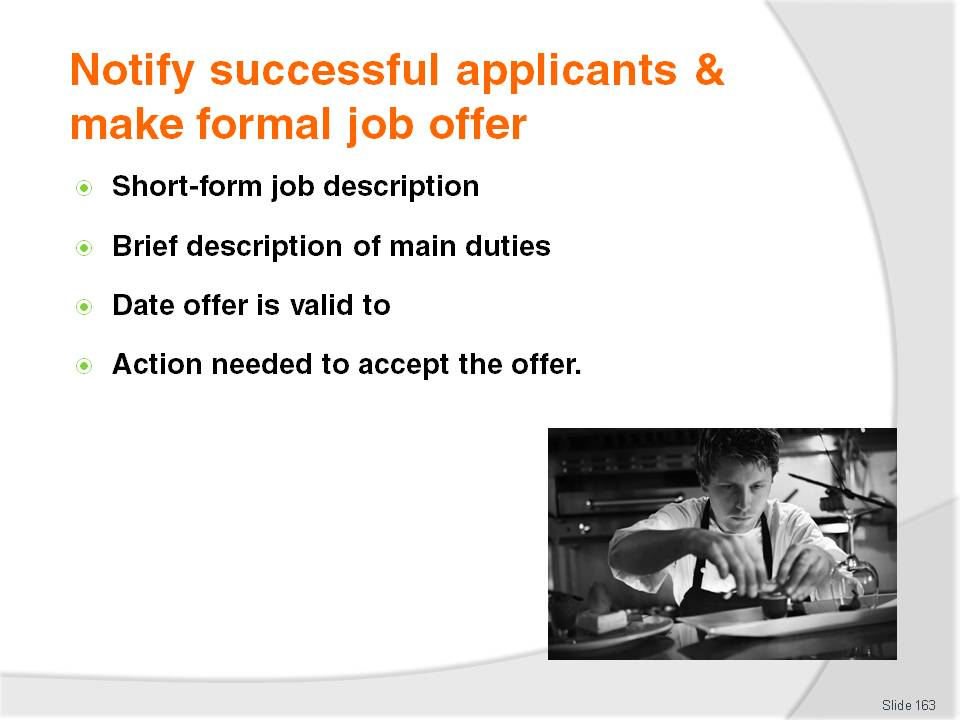 Notify successful applicants &
make formal job offer
Short-form job description
Brief description of main duties
Date offer is valid to
Action needed to accept the offer.
Slide 163